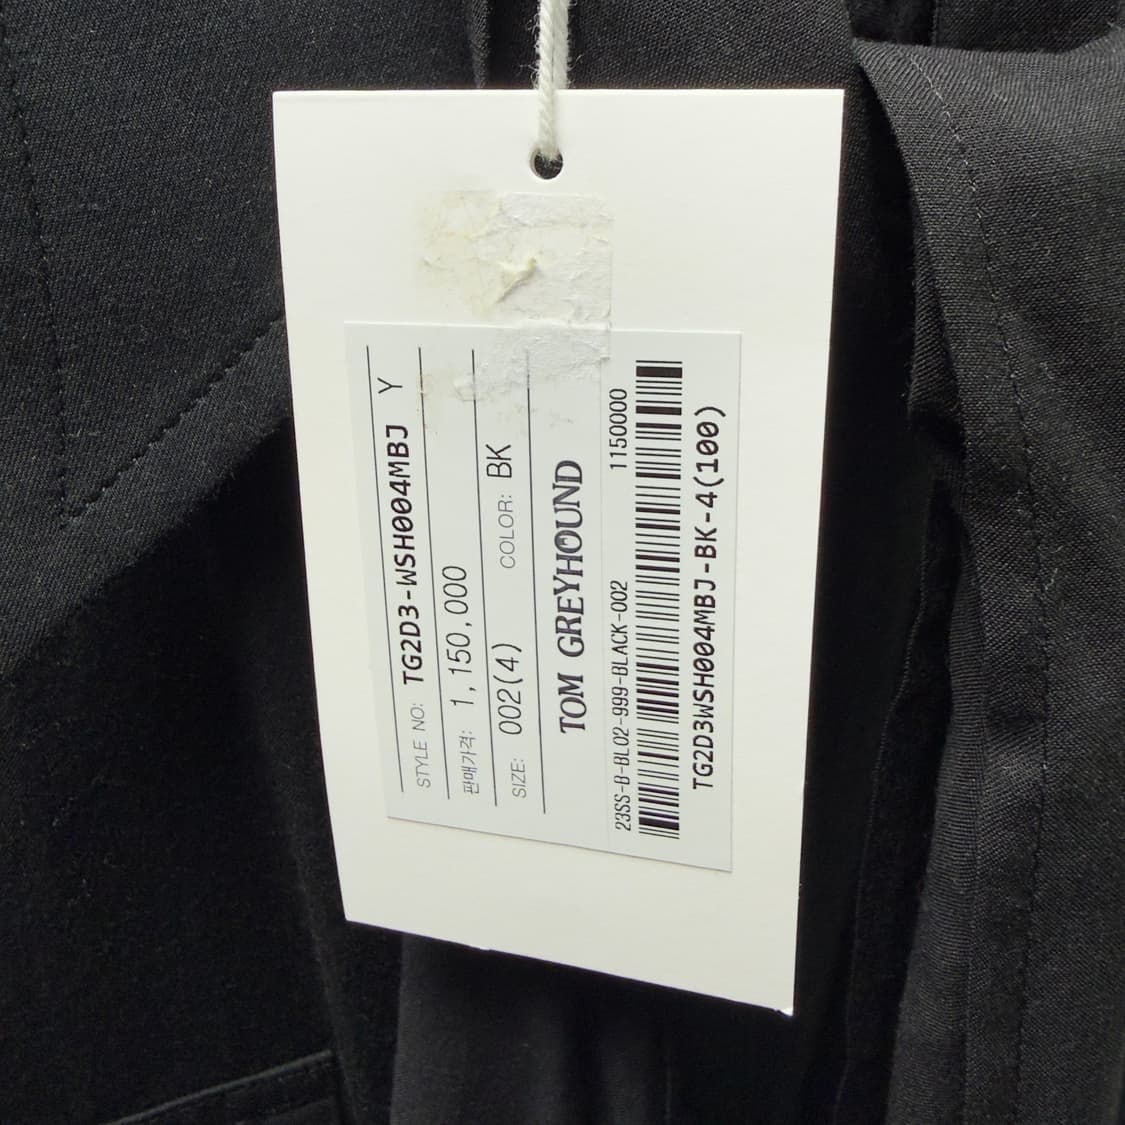 STYLE NO: TG2D3-WSH004MBJ Y
판매가격: 1,150,000
SIZE: 002(4) COLOR: BK
TOM GREYHOUND
23SS-B-BL02-999-BLACK-002 1150000
TG2D3WSH004MBJ-BK-4(100)